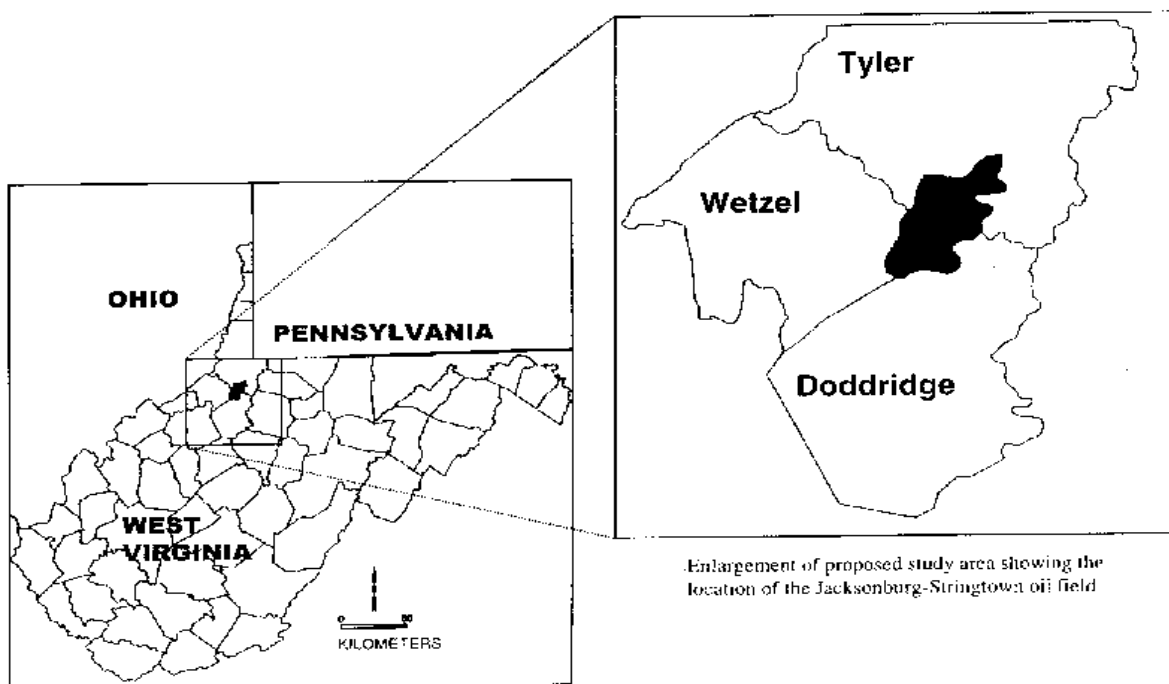 Tyler
Wetzel
Doddridge
OHIO
PENNSYLVANIA
WEST
VIRGINIA
KILOMETERS
Enlargement of proposed study area showing the
location of the Jacksonburg-Stringtown oil field